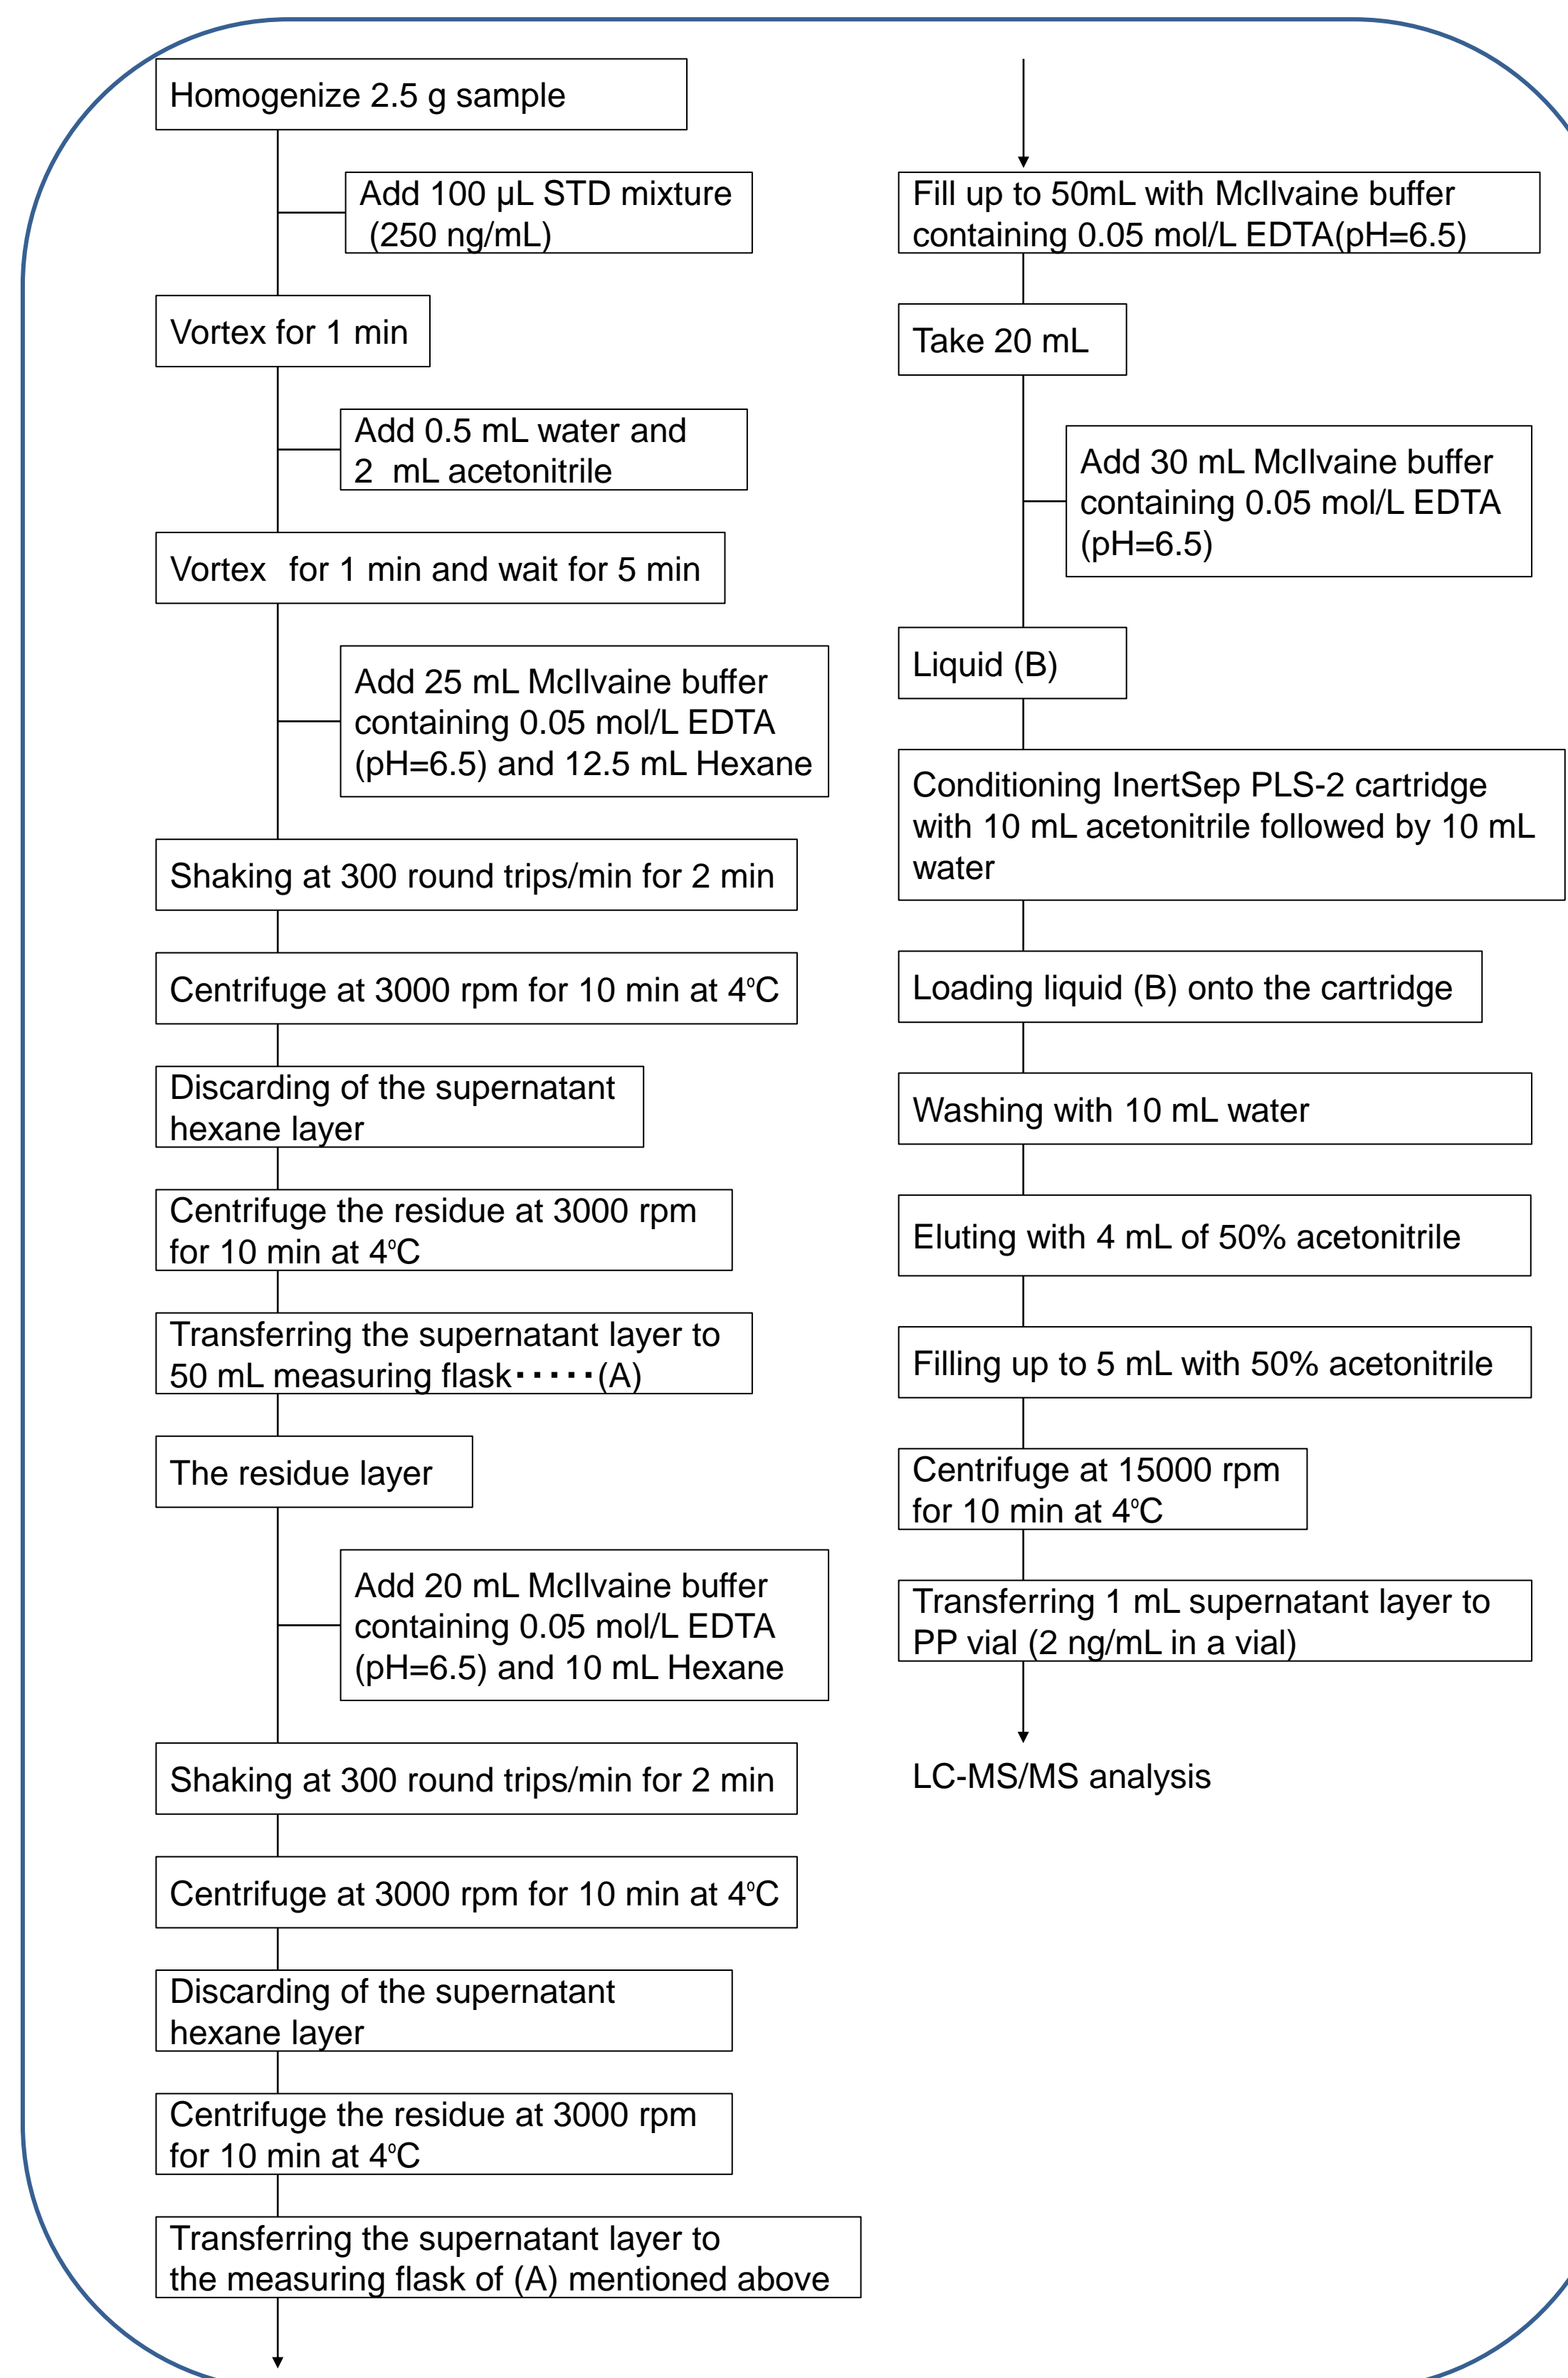 Homogenize 2.5 g sample
Add 100 µL STD mixture
(250 ng/mL)
Vortex for 1 min
Add 0.5 mL water and
2 mL acetonitrile
Vortex for 1 min and wait for 5 min
Add 25 mL McIlvaine buffer
containing 0.05 mol/L EDTA
(pH=6.5) and 12.5 mL Hexane
Shaking at 300 round trips/min for 2 min
Centrifuge at 3000 rpm for 10 min at 4ºC
Discarding of the supernatant
hexane layer
Centrifuge the residue at 3000 rpm
for 10 min at 4ºC
Transferring the supernatant layer to
50 mL measuring flask･････(A)
The residue layer
Add 20 mL McIlvaine buffer
containing 0.05 mol/L EDTA
(pH=6.5) and 10 mL Hexane
Shaking at 300 round trips/min for 2 min
Centrifuge at 3000 rpm for 10 min at 4ºC
Discarding of the supernatant
hexane layer
Centrifuge the residue at 3000 rpm
for 10 min at 4ºC
Transferring the supernatant layer to
the measuring flask of (A) mentioned above
Fill up to 50mL with McIlvaine buffer
containing 0.05 mol/L EDTA(pH=6.5)
Take 20 mL
Add 30 mL McIlvaine buffer
containing 0.05 mol/L EDTA
(pH=6.5)
Liquid (B)
Conditioning InertSep PLS-2 cartridge
with 10 mL acetonitrile followed by 10 mL
water
Loading liquid (B) onto the cartridge
Washing with 10 mL water
Eluting with 4 mL of 50% acetonitrile
Filling up to 5 mL with 50% acetonitrile
Centrifuge at 15000 rpm
for 10 min at 4ºC
Transferring 1 mL supernatant layer to
PP vial (2 ng/mL in a vial)
LC-MS/MS analysis